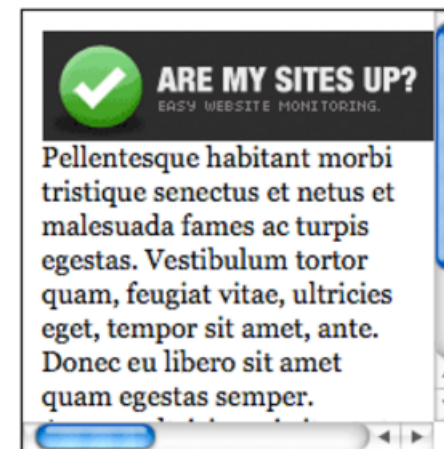 ARE MY SITES UP?
EASY WEBSITE MONITORING.
Pellentesque habitant morbi
tristique senectus et netus et
malesuada fames ac turpis
egestas. Vestibulum tortor
quam, feugiat vitae, ultricies
eget, tempor sit amet, ante.
Donec eu libero sit amet
quam egestas semper.